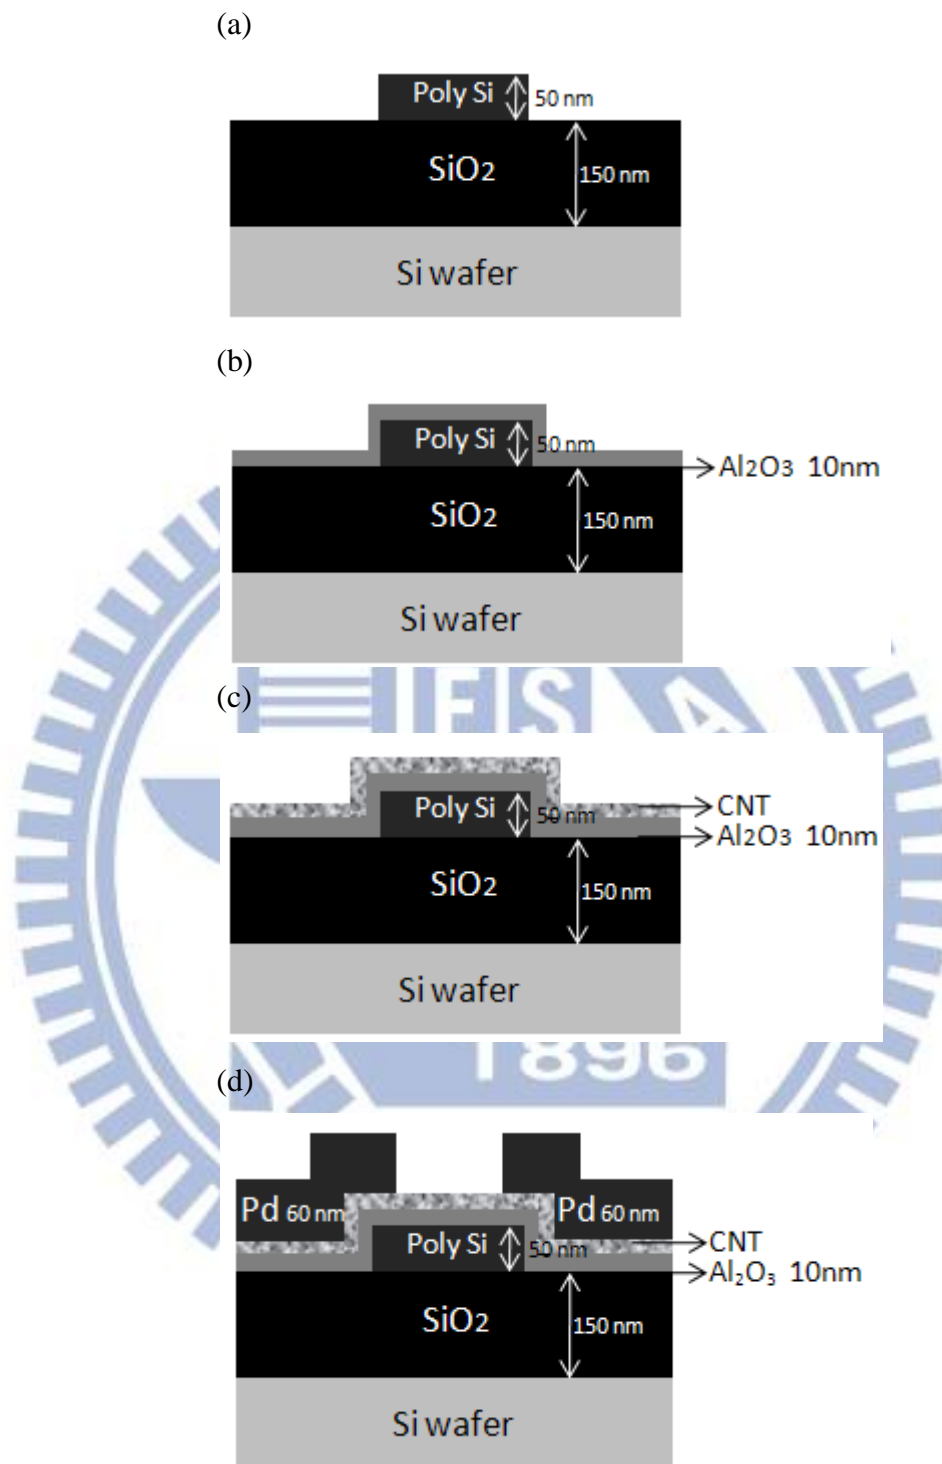 (a)
Poly Si
50 nm
SiO2
150 nm
Si wafer
(b)
Poly Si
50 nm
Al2O3 10nm
SiO2
150 nm
Si wafer
(c)
CNT
Poly Si
50 nm
Al2O3 10nm
SiO2
150 nm
Si wafer
1896
(d)
Pd 60 nm
Pd 60 nm
Poly Si
50 nm
CNT
Al₂O₃ 10nm
SiO2
150 nm
Si wafer